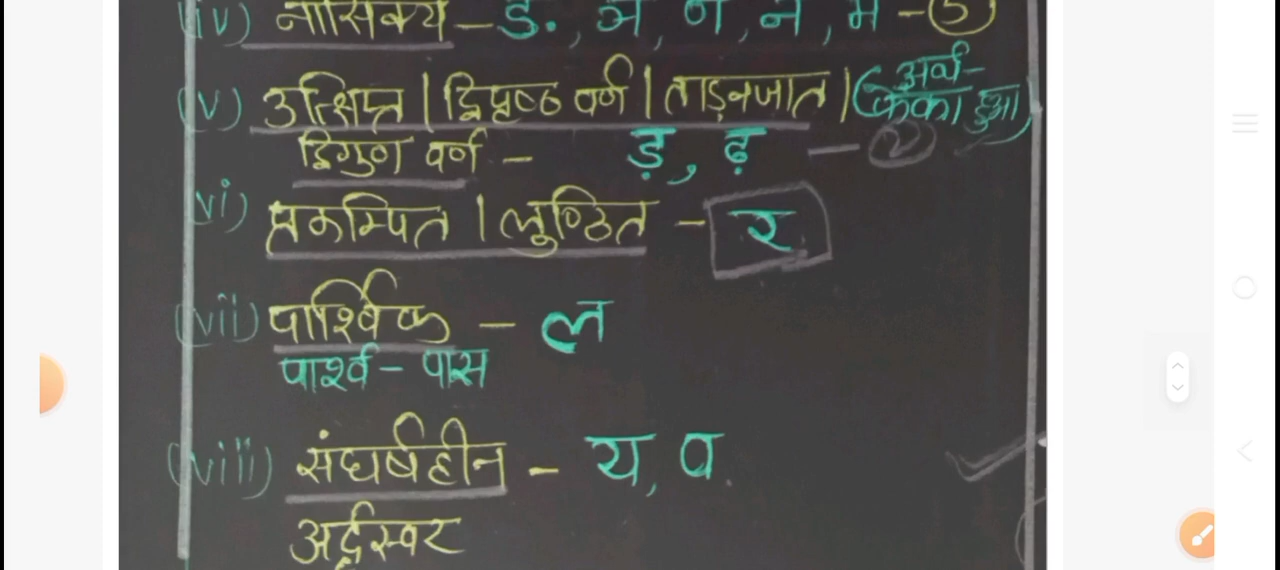 (iv) नासिक्य - ङ, ञ, ण, न, म - 5
(v) उत्क्षिप्त | द्विपृष्ठ वर्ण | ताड़नजात | (अर्थ-
फेंका हुआ)
द्विगुण वर्ण - ड़, ढ़ - 2
(vi) प्रकम्पित | लुण्ठित - र
(vii) पार्श्विक - ल
पार्श्व - पास
(viii) संघर्षहीन - य, व
अर्द्धस्वर